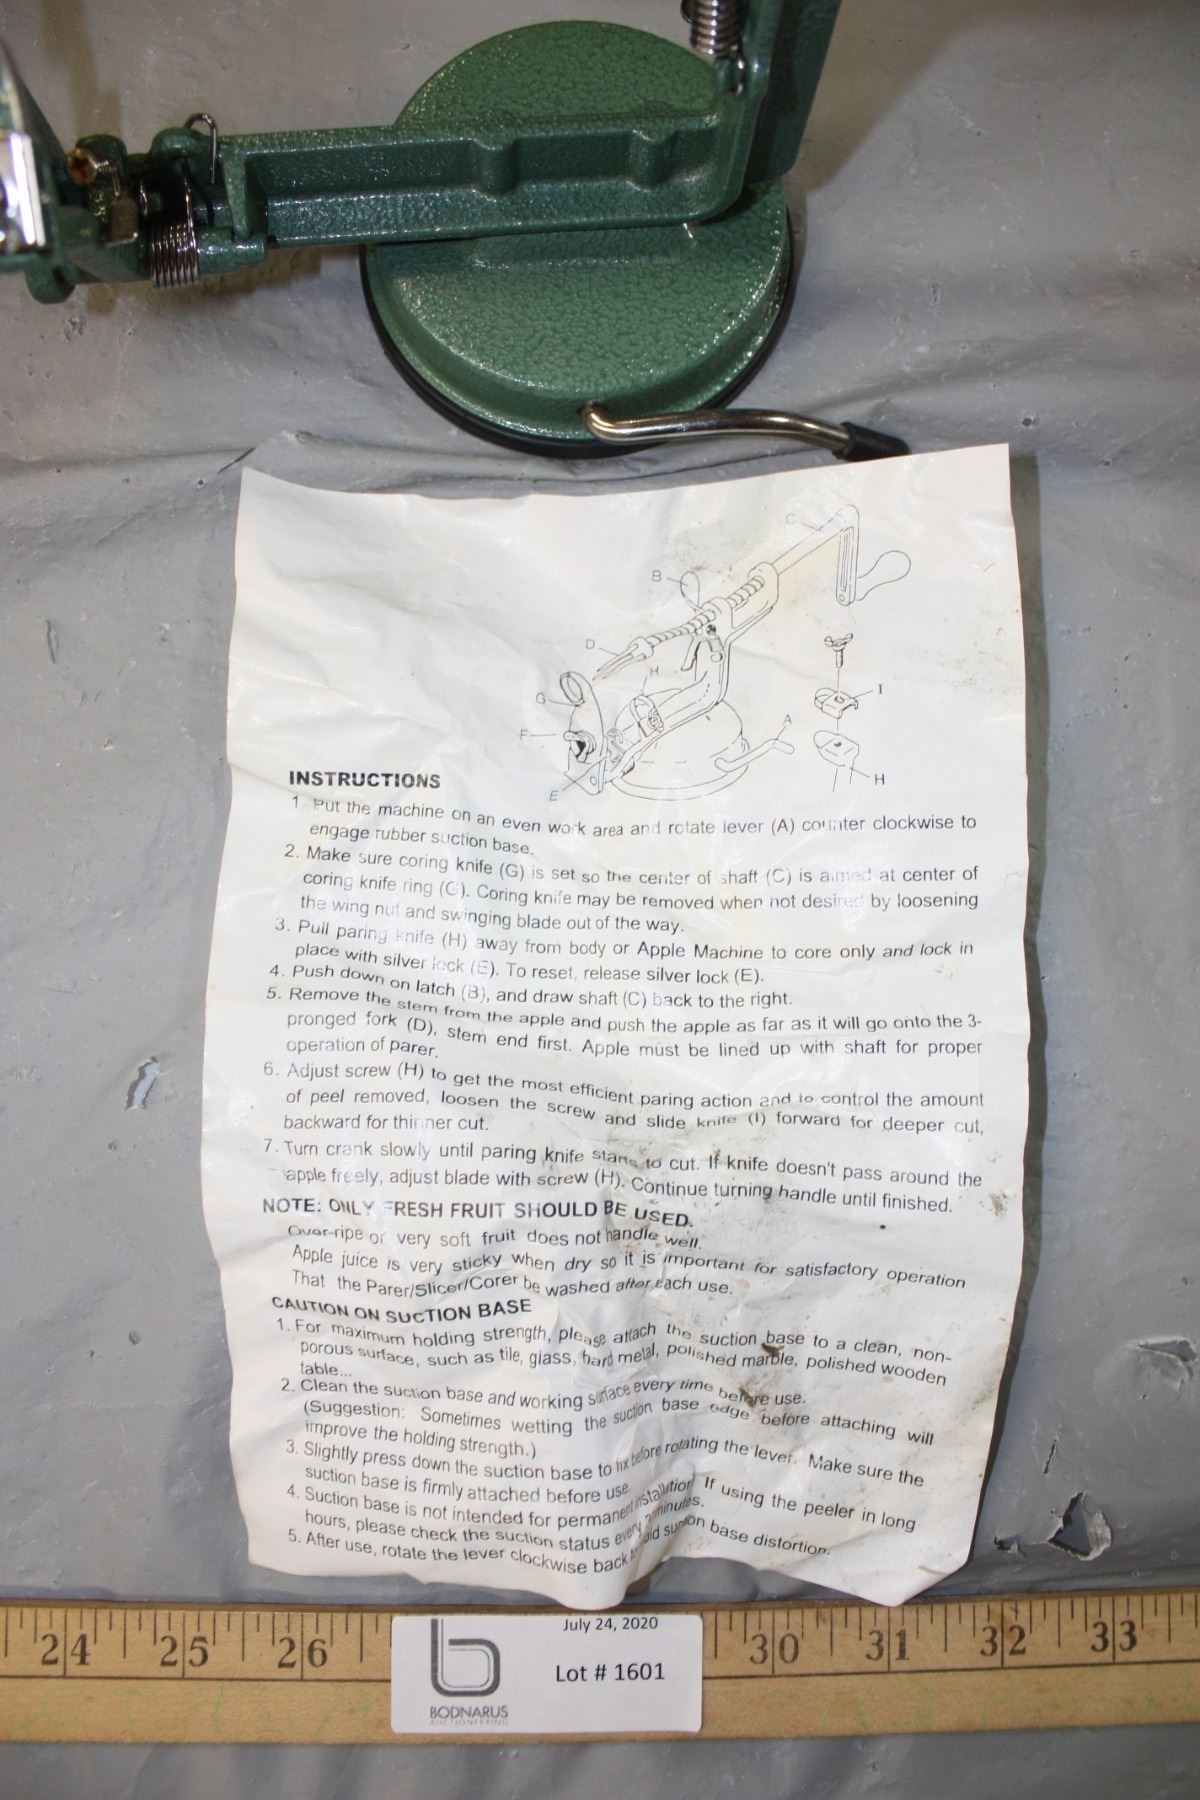 C
B
D
H
G
I
A
F
H
E
INSTRUCTIONS
1. Put the machine on an even work area and rotate lever (A) counter clockwise to
engage rubber suction base.
2. Make sure coring knife (G) is set so the center of shaft (C) is aimed at center of
coring knife ring (G). Coring knife may be removed when not desired by loosening
the wing nut and swinging blade out of the way.
3. Pull paring knife (H) away from body or Apple Machine to core only and lock in
place with silver lock (E). To reset, release silver lock (E).
4. Push down on latch (B), and draw shaft (C) back to the right.
5. Remove the stem from the apple and push the apple as far as it will go onto the 3-
pronged fork (D), stem end first. Apple must be lined up with shaft for proper
operation of parer.
6. Adjust screw (H) to get the most efficient paring action and to control the amount
of peel removed, loosen the screw and slide knife (I) forward for deeper cut,
backward for thinner cut.
7. Turn crank slowly until paring knife starts to cut. If knife doesn't pass around the
apple freely, adjust blade with screw (H). Continue turning handle until finished.
NOTE: ONLY FRESH FRUIT SHOULD BE USED.
Over-ripe or very soft fruit does not handle well.
Apple juice is very sticky when dry so it is important for satisfactory operation
That the Parer/Slicer/Corer be washed after each use.
CAUTION ON SUCTION BASE
1. For maximum holding strength, please attach the suction base to a clean, non-
porous surface, such as tile, glass, hard metal, polished marble, polished wooden
table...
2. Clean the suction base and working surface every time before use.
(Suggestion: Sometimes wetting the suction base edge before attaching will
improve the holding strength.)
3. Slightly press down the suction base to fix before rotating the lever. Make sure the
suction base is firmly attached before use.
4. Suction base is not intended for permanent installation. If using the peeler in long
hours, please check the suction status every minutes.
5. After use, rotate the lever clockwise back to avoid suction base distortion.
24 25 26 30 31 32 33
July 24, 2020
Lot # 1601
BODNARUS
AUCTIONEERING